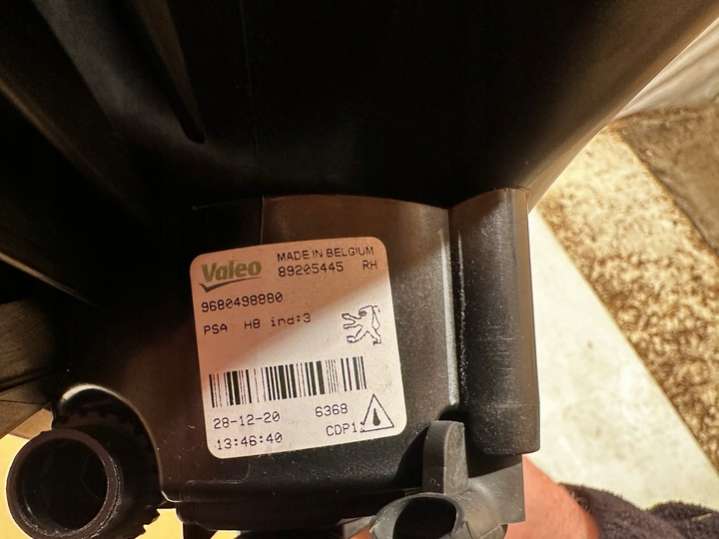 Valeo MADE IN BELGIUM
89205445 RH
9680498880
PSA H8 ind:3
28-12-20 6368
13:46:40 CDP1